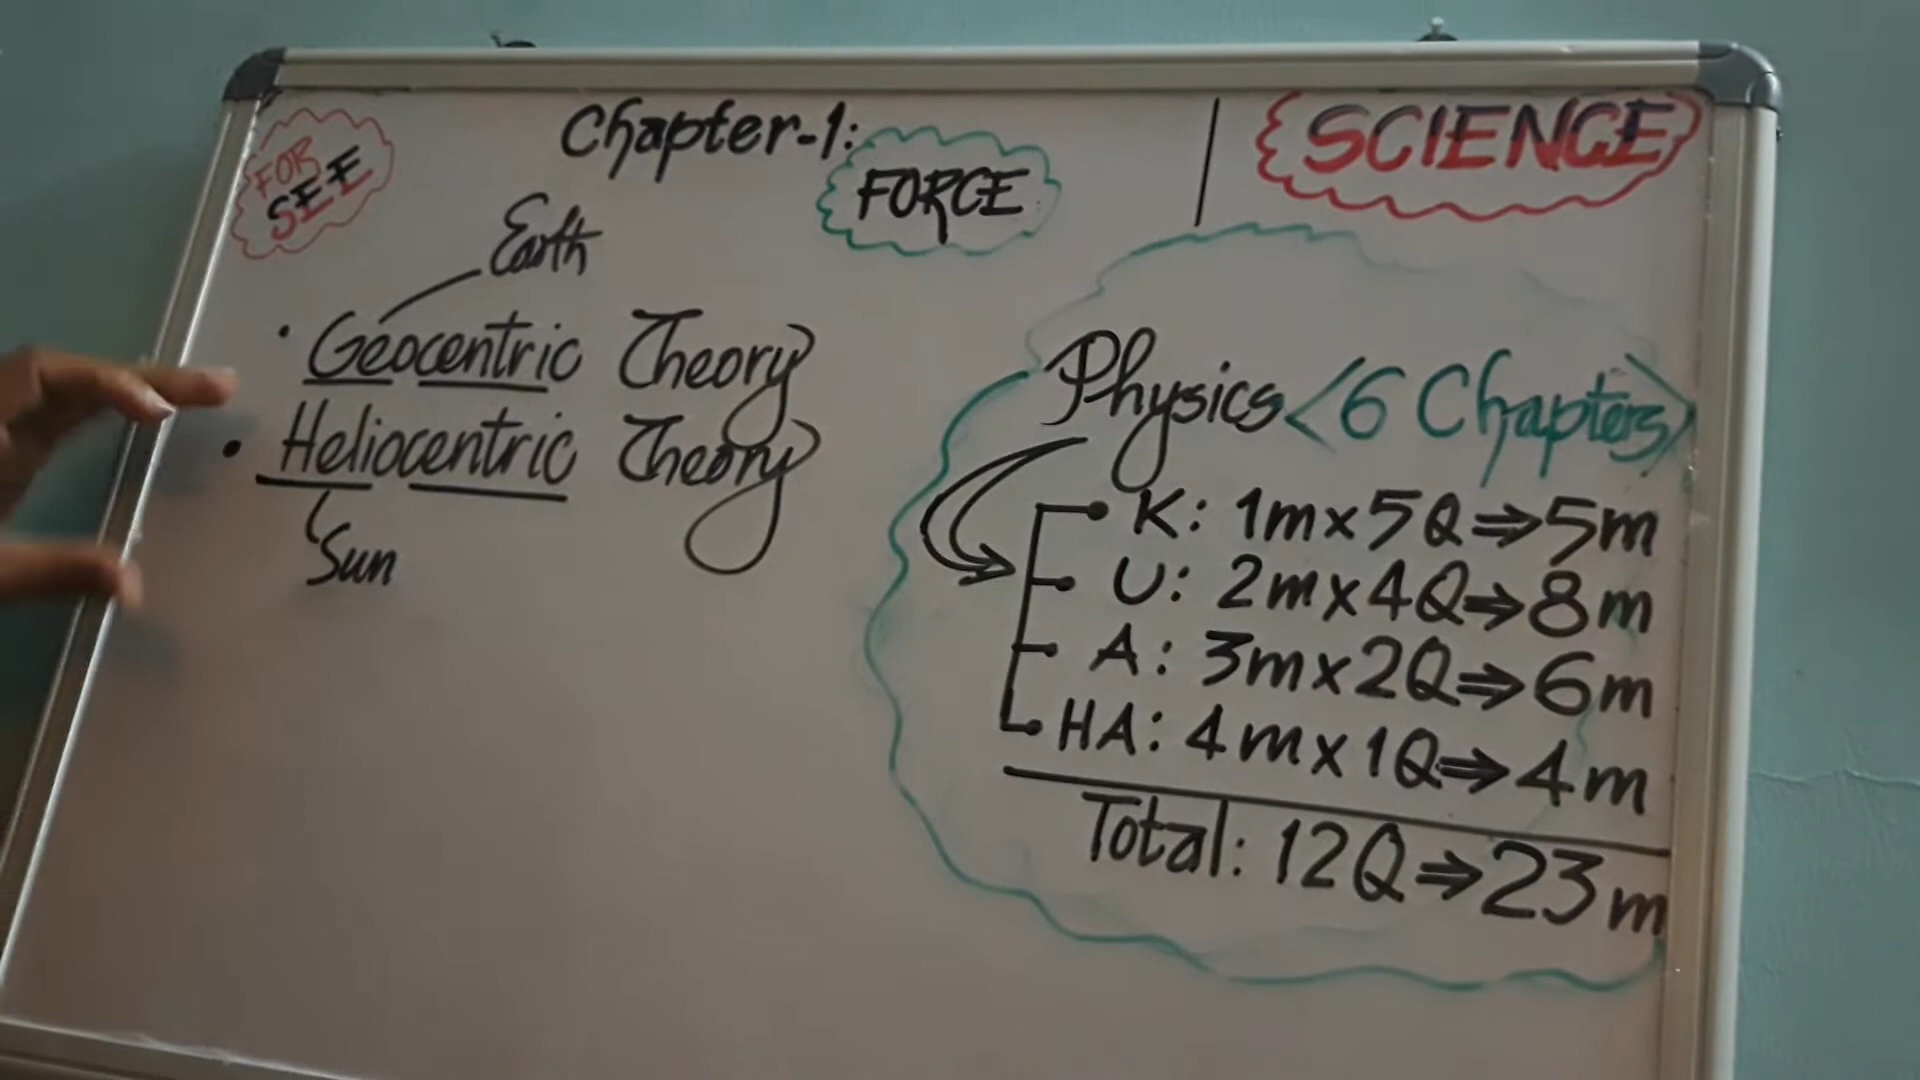 FOR
SEE
Chapter-1:
FORCE
SCIENCE
Earth
• Geocentric Theory
• Heliocentric Theory
Sun
Physics <6 Chapters>
K: 1m×5Q⇒5m
U: 2m×4Q⇒8m
A: 3m×2Q⇒6m
HA: 4m×1Q⇒4m
Total: 12Q⇒23m